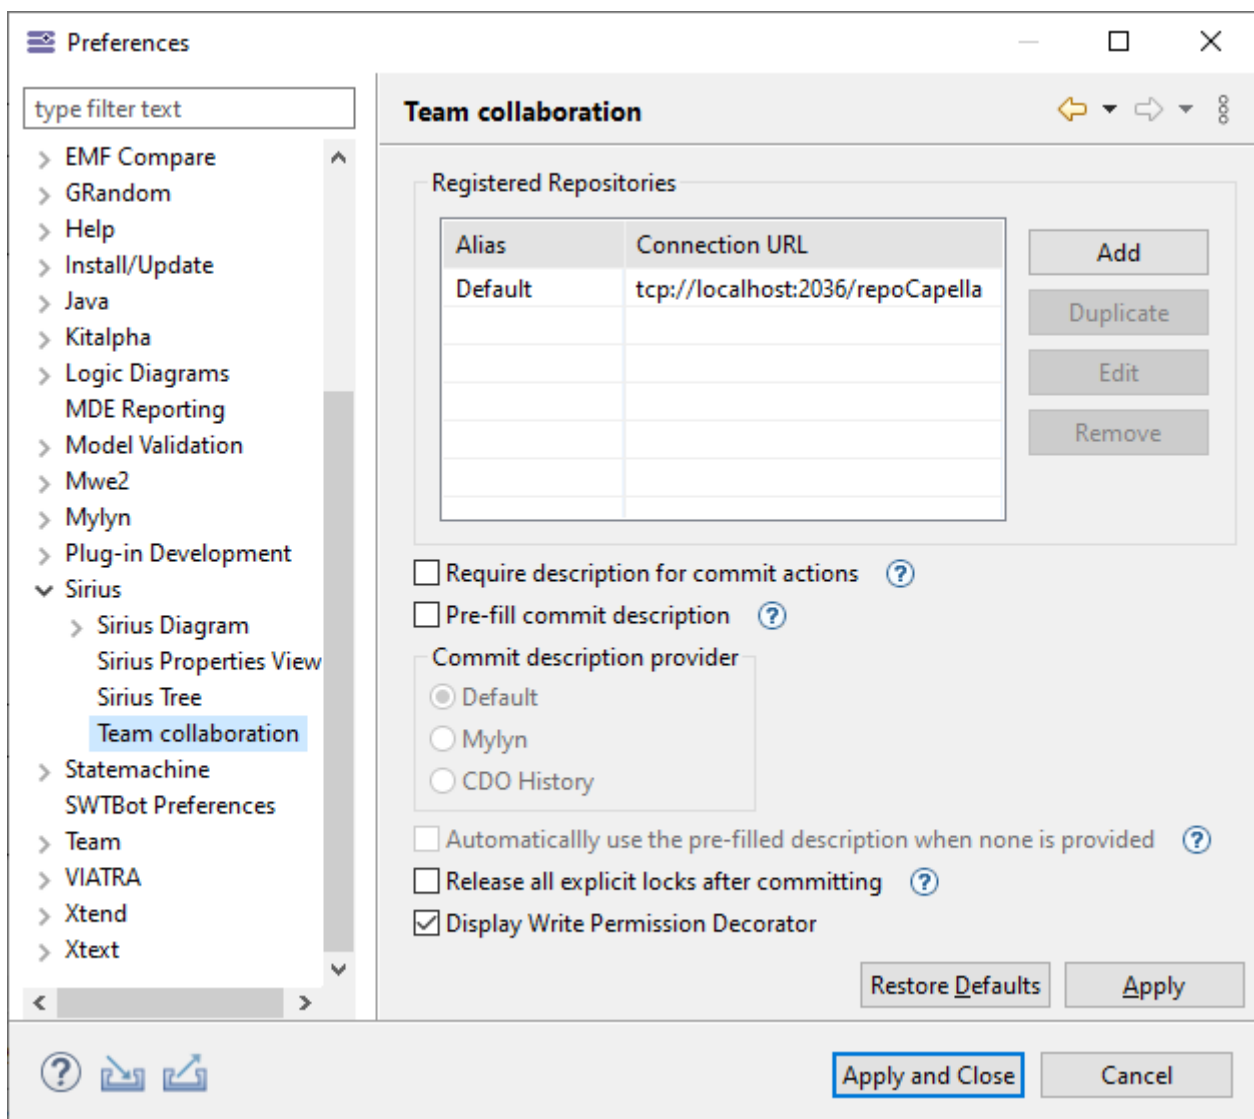 Preferences
type filter text
EMF Compare
GRandom
Help
Install/Update
Java
Kitalpha
Logic Diagrams
MDE Reporting
Model Validation
Mwe2
Mylyn
Plug-in Development
Sirius
Sirius Diagram
Sirius Properties View
Sirius Tree
Team collaboration
Statemachine
SWTBot Preferences
Team
VIATRA
Xtend
Xtext
Team collaboration
Registered Repositories
Alias Connection URL
Default tcp://localhost:2036/repoCapella
Add
Duplicate
Edit
Remove
Require description for commit actions
Pre-fill commit description
Commit description provider
Default
Mylyn
CDO History
Automaticallly use the pre-filled description when none is provided
Release all explicit locks after committing
Display Write Permission Decorator
Restore Defaults Apply
Apply and Close Cancel